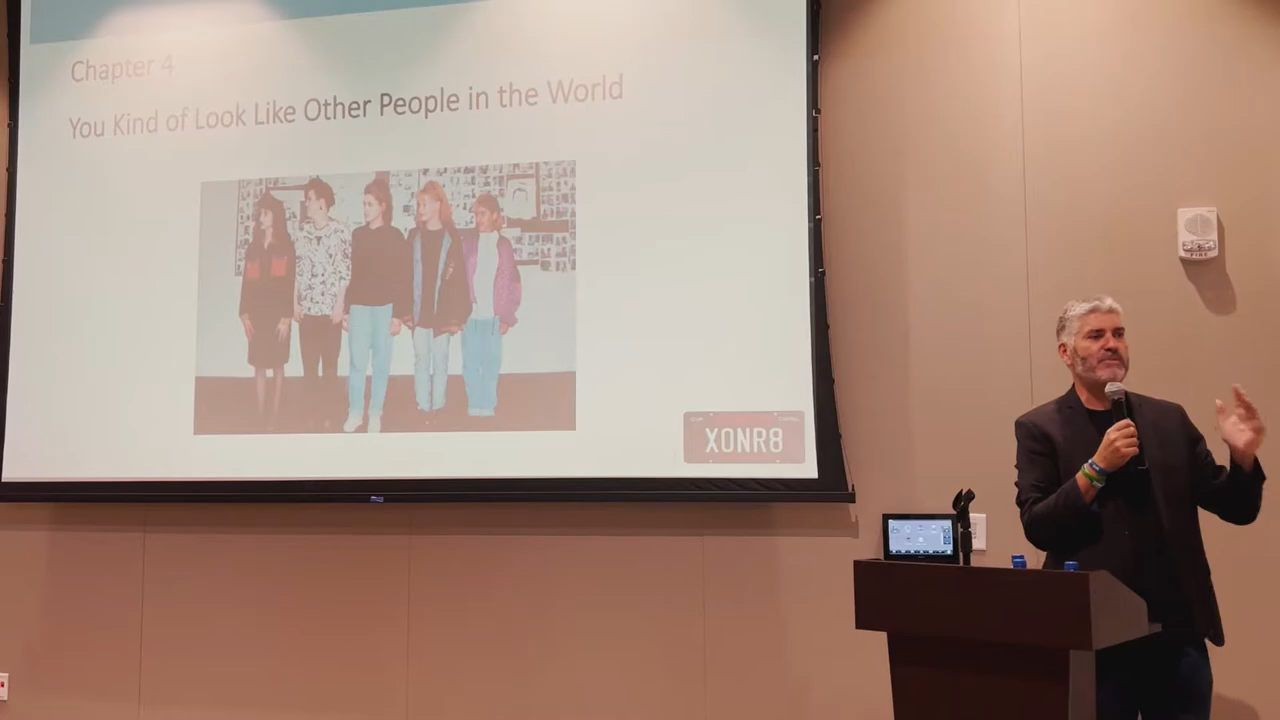 Chapter 4
You Kind of Look Like Other People in the World
XONR8
FIRE